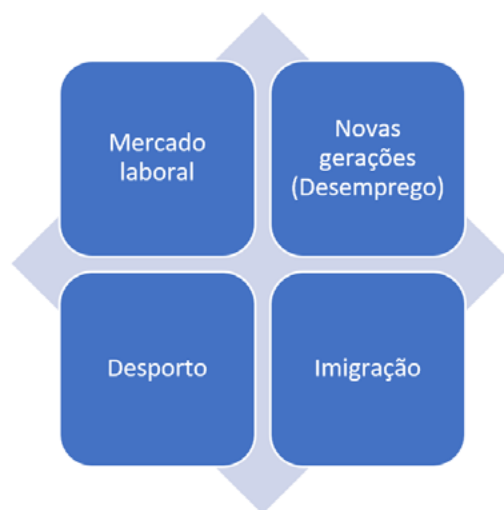 Mercado
laboral
Novas
gerações
(Desemprego)
Desporto
Imigração